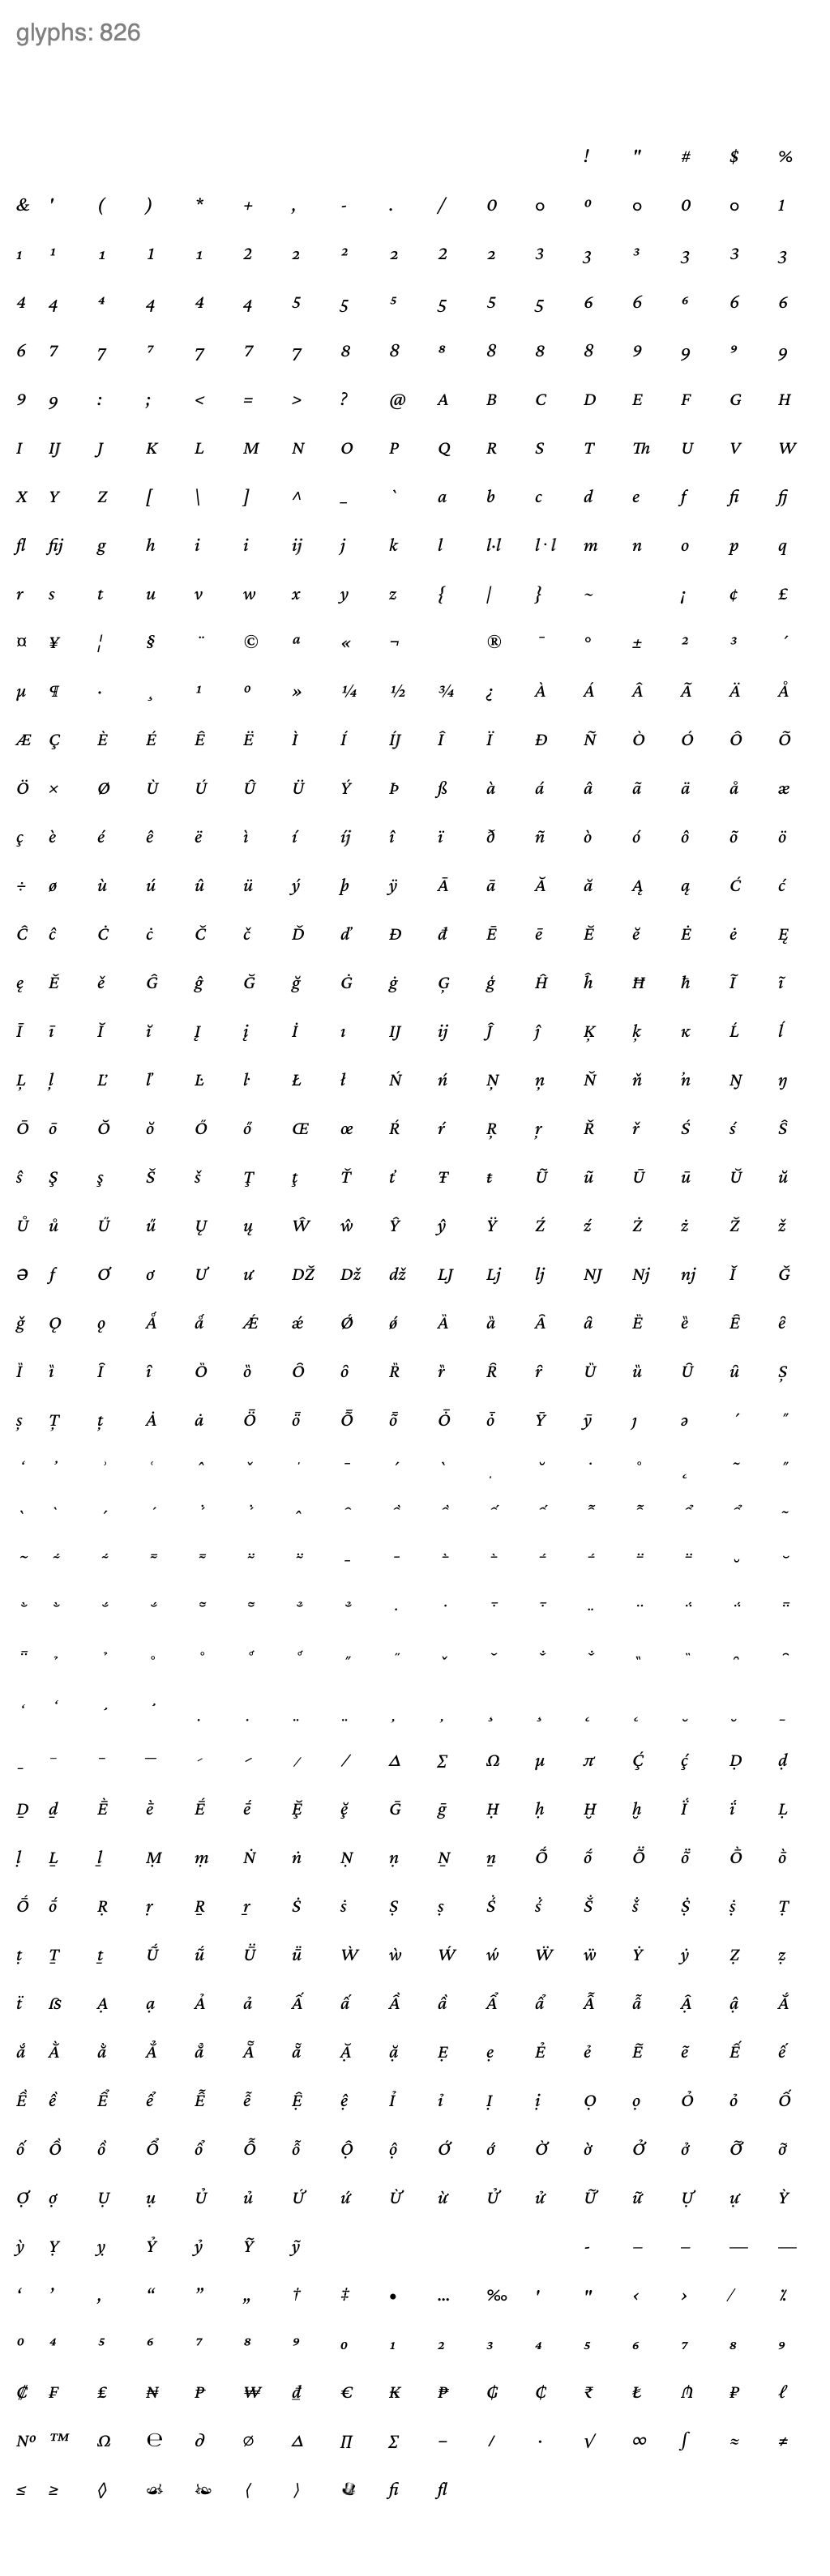 glyphs: 826
! " # $ %
& ' ( ) * + , - . / 0 o º o 0 o 1
1 ¹ 1 1 1 2 2 ² 2 2 2 3 3 ³ 3 3 3
4 4 ⁴ 4 4 4 5 5 ⁵ 5 5 5 6 6 ⁶ 6 6
6 7 7 ⁷ 7 7 7 8 8 ⁸ 8 8 8 9 9 ⁹ 9
9 9 : ; < = > ? @ A B C D E F G H
I IJ J K L M N O P Q R S T Th U V W
X Y Z [ \ ] ^ _ ` a b c d e f fi fj
fl fij g h i i ij j k l l·l l·l m n o p q
r s t u v w x y z { | } ~ ¡ ¢ £
¤ ¥ ¦ § ¨ © ª « ¬ ® ¯ ° ± ² ³ ´
µ ¶ · ¸ ¹ º » ¼ ½ ¾ ¿ À Á Â Ã Ä Å
Æ Ç È É Ê Ë Ì Í ÍJ Î Ï Ð Ñ Ò Ó Ô Õ
Ö × Ø Ù Ú Û Ü Ý Þ ß à á â ã ä å æ
ç è é ê ë ì í íj î ï ð ñ ò ó ô õ ö
÷ ø ù ú û ü ý þ ÿ Ā ā Ă ă Ą ą Ć ć
Ĉ ĉ Ċ ċ Č č Ď ď Đ đ Ē ē Ĕ ĕ Ė ė Ę
ę Ě ě Ĝ ĝ Ğ ğ Ġ ġ Ģ ģ Ĥ ĥ Ħ ħ Ĩ ĩ
Ī ī Ĭ ĭ Į į İ ı IJ ij Ĵ ĵ Ķ ķ ĸ Ĺ ĺ
Ļ ļ Ľ ľ Ŀ ŀ Ł ł Ń ń Ņ ņ Ň ň ŉ Ŋ ŋ
Ō ō Ŏ ŏ Ő ő Œ œ Ŕ ŕ Ŗ ŗ Ř ř Ś ś Ŝ
ŝ Ş ş Š š Ţ ţ Ť ť Ŧ ŧ Ũ ũ Ū ū Ŭ ŭ
Ů ů Ű ű Ų ų Ŵ ŵ Ŷ ŷ Ÿ Ź ź Ż ż Ž ž
Ə ƒ Ơ ơ Ư ư DŽ Dž dž LJ Lj lj NJ Nj nj Ǐ Ǧ
ǧ Ǫ ǫ Ǻ ǻ Ǽ ǽ Ǿ ǿ Ȁ ȁ Ȃ ȃ Ȅ ȅ Ȇ ȇ
Ȉ ȉ Ȋ ȋ Ȍ ȍ Ȏ ȏ Ȑ ȑ Ȓ ȓ Ȕ ȕ Ȗ ȗ Ș
ș Ț ț Ȧ ȧ Ȫ ȫ Ȭ ȭ Ȱ ȱ Ȳ ȳ ȷ ə ʹ ʺ
Δ Σ Ω μ π Ḉ ḉ Ḍ ḍ
Ḏ ḏ Ḕ ḕ Ḗ ḗ Ḝ ḝ Ḡ ḡ Ḥ ḥ Ḫ ḫ Ḯ ḯ Ḷ
ḷ Ḻ ḻ Ṃ ṃ Ṅ ṅ Ṇ ṇ Ṉ ṉ Ṍ ṍ Ṏ ṏ Ṑ ṑ
Ṓ ṓ Ṛ ṛ Ṟ ṟ Ṡ ṡ Ṣ ṣ Ṥ ṥ Ṧ ṧ Ṩ ṩ Ṭ
ṭ Ṯ ṯ Ṹ ṹ Ṻ ṻ Ẁ ẁ Ẃ ẃ Ẅ ẅ Ẏ ẏ Ẓ ẓ
ẗ ẞ Ạ ạ Ả ả Ấ ấ Ầ ầ Ẩ ẩ Ẫ ẫ Ậ ậ Ắ
ắ Ằ ằ Ẳ ẳ Ẵ ẵ Ặ ặ Ẹ ẹ Ẻ ẻ Ẽ ẽ Ế ế
Ề ề Ể ể Ễ ễ Ệ ệ Ỉ ỉ Ị ị Ọ ọ Ỏ ỏ Ố
ố Ồ ồ Ổ ổ Ỗ ỗ Ộ ộ Ớ ớ Ờ ờ Ở ở Ỡ ỡ
Ợ ợ Ụ ụ Ủ ủ Ứ ứ Ừ ừ Ử ử Ữ ữ Ự ự Ỳ
ỳ Ỵ ỵ Ỷ ỷ Ỹ ỹ ‐ ‒ – — ―
‘ ’ ‚ “ ” „ † ‡ • … ‰ ′ ″ ‹ › ⁄ ⁒
⁰ ⁴ ⁵ ⁶ ⁷ ⁸ ⁹ ₀ ₁ ₂ ₃ ₄ ₅ ₆ ₇ ₈ ₉
₡ ₣ ₤ ₦ ₧ ₩ ₫ € ₭ ₱ ₲ ₵ ₹ ₺ ₼ ₽ ℓ
№ ™ Ω ℮ ∂ ∅ ∆ ∏ ∑ − ∕ ∙ √ ∞ ∫ ≈ ≠
≤ ≥ ◊ ☙ ❧ ⟨ ⟩ fi fl